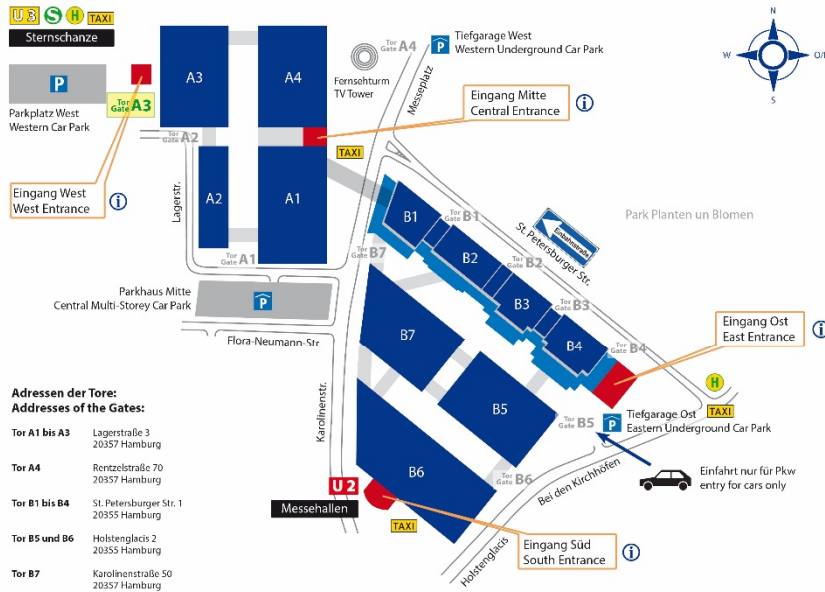 U3 S H TAXI
Sternschanze
P
Parkplatz West
Western Car Park
Tor
Gate A3
Eingang West
West Entrance
i
A3
A4
Tor
Gate A2
A2
A1
Lagerstr.
Tor
Gate A1
Fernsehturm
TV Tower
Tor
Gate A4
Messeplatz
P
Tiefgarage West
Western Underground Car Park
Eingang Mitte
Central Entrance
i
TAXI
N
W
S
Parkhaus Mitte
Central Multi-Storey Car Park
P
Flora-Neumann-Str
Karolinenstr.
Tor
Gate B7
B1
Tor
Gate B1
B2
Tor
Gate B2
B3
Tor
Gate B3
B4
Tor
Gate B4
Einbahnstraße
St. Petersburger Str.
Park Planten un Blomen
Eingang Ost
East Entrance
i
H
TAXI
B7
B5
B6
Tor
Gate B5
P
Tiefgarage Ost
Eastern Underground Car Park
Tor
Gate B6
Bei den Kirchhöfen
Einfahrt nur für Pkw
entry for cars only
U2
Messehallen
TAXI
Holstenglacis
Eingang Süd
South Entrance
i
Adressen der Tore:
Addresses of the Gates:
Tor A1 bis A3 Lagerstraße 3
20357 Hamburg
Tor A4 Rentzelstraße 70
20357 Hamburg
Tor B1 bis B4 St. Petersburger Str. 1
20355 Hamburg
Tor B5 und B6 Holstenglacis 2
20355 Hamburg
Tor B7 Karolinenstraße 50
20357 Hamburg